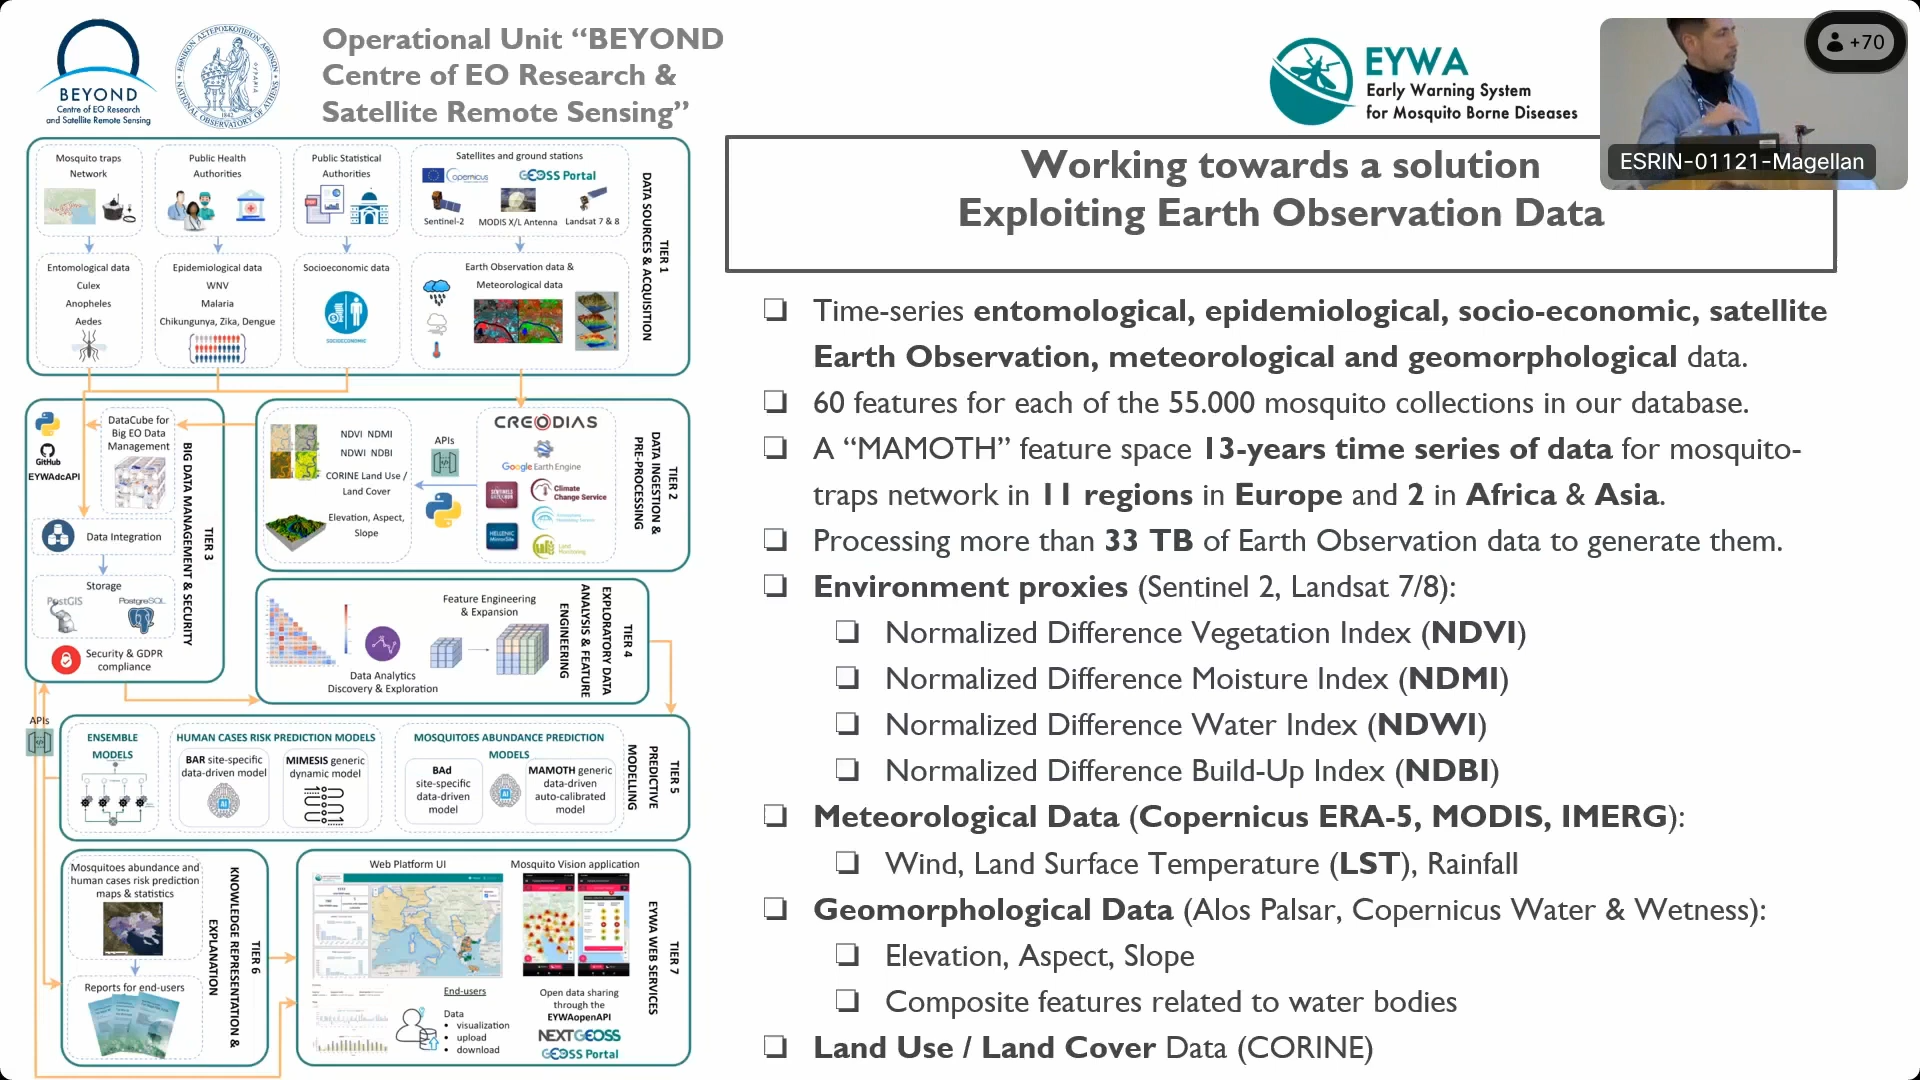 BEYOND
Centre of EO Research
and Satellite Remote Sensing
Operational Unit “BEYOND
Centre of EO Research &
Satellite Remote Sensing”
EYWA
Early Warning System
for Mosquito Borne Diseases
+70
ESRIN-01121-Magellan
Working towards a solution
Exploiting Earth Observation Data
❑ Time-series entomological, epidemiological, socio-economic, satellite
Earth Observation, meteorological and geomorphological data.
❑ 60 features for each of the 55.000 mosquito collections in our database.
❑ A “MAMOTH” feature space 13-years time series of data for mosquito-
traps network in 11 regions in Europe and 2 in Africa & Asia.
❑ Processing more than 33 TB of Earth Observation data to generate them.
❑ Environment proxies (Sentinel 2, Landsat 7/8):
❑ Normalized Difference Vegetation Index (NDVI)
❑ Normalized Difference Moisture Index (NDMI)
❑ Normalized Difference Water Index (NDWI)
❑ Normalized Difference Build-Up Index (NDBI)
❑ Meteorological Data (Copernicus ERA-5, MODIS, IMERG):
❑ Wind, Land Surface Temperature (LST), Rainfall
❑ Geomorphological Data (Alos Palsar, Copernicus Water & Wetness):
❑ Elevation, Aspect, Slope
❑ Composite features related to water bodies
❑ Land Use / Land Cover Data (CORINE)
Mosquito traps
Network
Public Health
Authorities
Public Statistical
Authorities
Satellites and ground stations
Copernicus
GEOSS Portal
Sentinel-2
MODIS X/L Antenna
Landsat 7 & 8
Entomological data
Culex
Anopheles
Aedes
Epidemiological data
WNV
Malaria
Chikungunya, Zika, Dengue
Socioeconomic data
SOCIOECONOMIC
Earth Observation data &
Meteorological data
TIER 1
DATA SOURCES & ACQUISITION
GitHub
EYWAdcAPI
DataCube for
Big EO Data
Management
Data Integration
Storage
PostGIS
PostgreSQL
Security & GDPR
compliance
TIER 3
BIG DATA MANAGEMENT & SECURITY
NDVI NDMI
NDWI NDBI
CORINE Land Use /
Land Cover
Elevation, Aspect,
Slope
APIs
CREODIAS
Google Earth Engine
Climate
Change Service
HELLENIC
Land
Monitoring
TIER 2
DATA INGESTION &
PRE-PROCESSING
Feature Engineering
& Expansion
Data Analytics
Discovery & Exploration
TIER 4
EXPLORATORY DATA
ANALYSIS & FEATURE
ENGINEERING
APIs
ENSEMBLE
MODELS
HUMAN CASES RISK PREDICTION MODELS
BAR site-specific
data-driven model
MIMESIS generic
dynamic model
MOSQUITOES ABUNDANCE PREDICTION
MODELS
BAd
site-specific
data-driven
model
MAMOTH generic
data-driven
auto-calibrated
model
AI
AI
TIER 5
PREDICTIVE
MODELLING
Mosquitoes abundance and
human cases risk prediction
maps & statistics
Reports for end-users
TIER 6
KNOWLEDGE REPRESENTATION &
EXPLANATION
Web Platform UI
Mosquito Vision application
End-users
Data
• visualization
• upload
• download
Open data sharing
through the
EYWAopenAPI
NEXTGEOSS
GEOSS Portal
TIER 7
EYWA WEB SERVICES